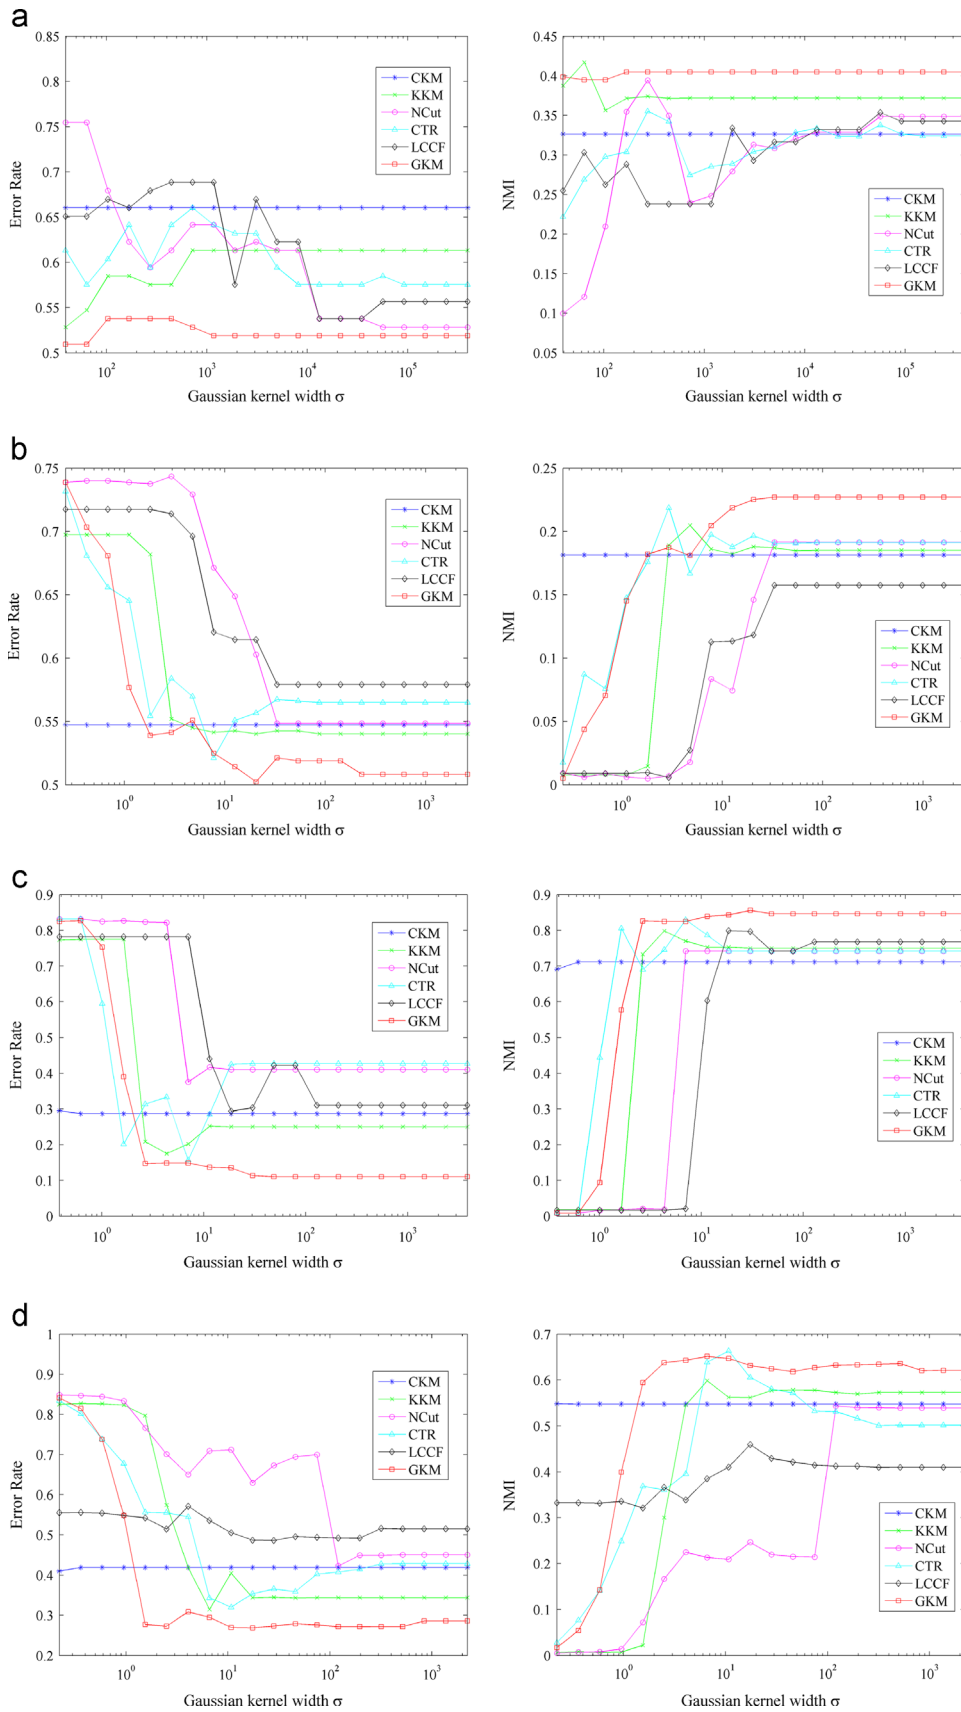 a
0.85
0.8
0.75
0.7
0.65
0.6
0.55
0.5
Error Rate
10²
10³
10⁴
10⁵
Gaussian kernel width σ
CKM
KKM
NCut
CTR
LCCF
GKM
0.45
0.4
0.35
0.3
0.25
0.2
0.15
0.1
0.05
NMI
10²
10³
10⁴
10⁵
Gaussian kernel width σ
CKM
KKM
NCut
CTR
LCCF
GKM
b
0.75
0.7
0.65
0.6
0.55
0.5
Error Rate
10⁰
10¹
10²
10³
Gaussian kernel width σ
CKM
KKM
NCut
CTR
LCCF
GKM
0.25
0.2
0.15
0.1
0.05
0
NMI
10⁰
10¹
10²
10³
Gaussian kernel width σ
CKM
KKM
NCut
CTR
LCCF
GKM
c
0.9
0.8
0.7
0.6
0.5
0.4
0.3
0.2
0.1
0
Error Rate
10⁰
10¹
10²
10³
Gaussian kernel width σ
CKM
KKM
NCut
CTR
LCCF
GKM
0.9
0.8
0.7
0.6
0.5
0.4
0.3
0.2
0.1
0
NMI
10⁰
10¹
10²
10³
Gaussian kernel width σ
CKM
KKM
NCut
CTR
LCCF
GKM
d
1
0.9
0.8
0.7
0.6
0.5
0.4
0.3
0.2
Error Rate
10⁰
10¹
10²
10³
Gaussian kernel width σ
CKM
KKM
NCut
CTR
LCCF
GKM
0.7
0.6
0.5
0.4
0.3
0.2
0.1
0
NMI
10⁰
10¹
10²
10³
Gaussian kernel width σ
CKM
KKM
NCut
CTR
LCCF
GKM